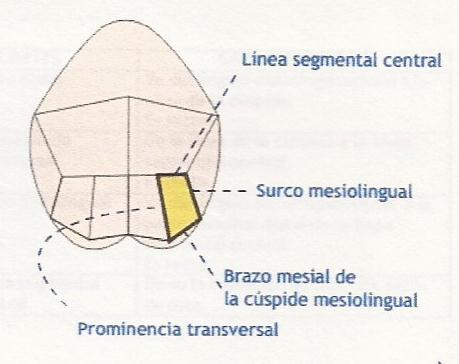 Línea segmental central
Surco mesiolingual
Brazo mesial de
la cúspide mesiolingual
Prominencia transversal